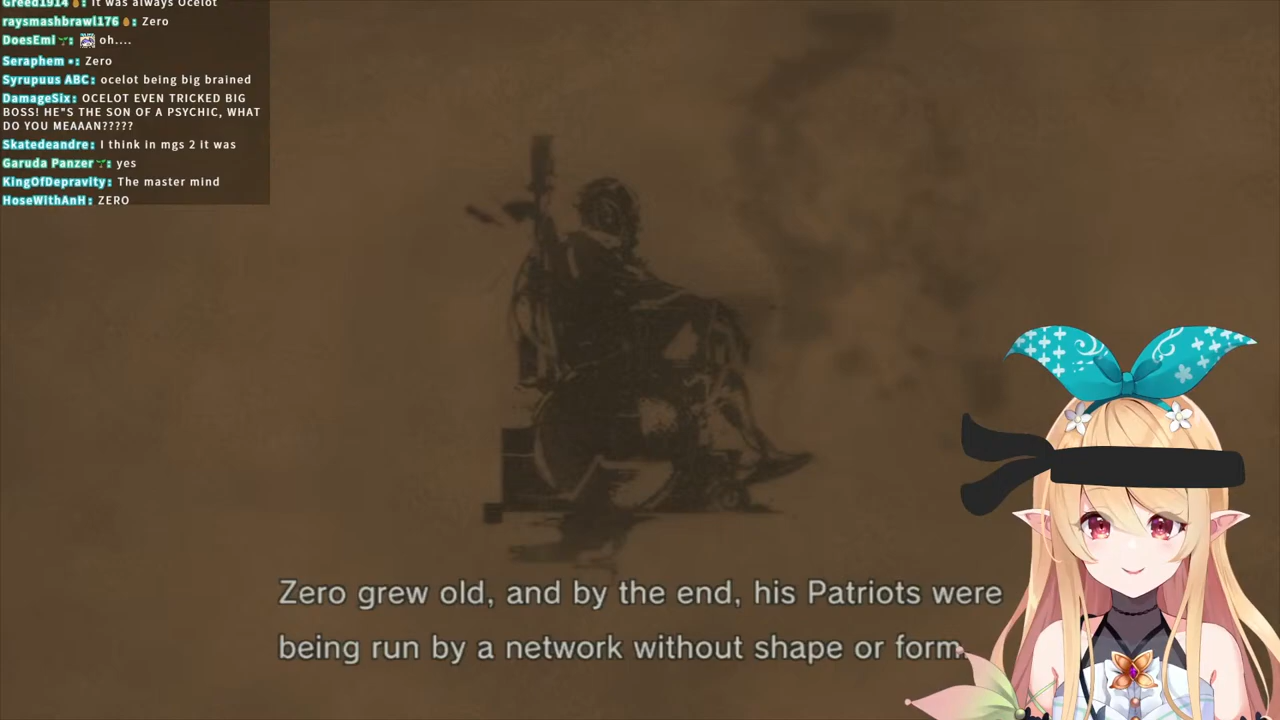 Greed1914: It was always Ocelot
raysmashbrawl176: Zero
DoesEmi: oh....
Seraphem: Zero
Syrupuus ABC: ocelot being big brained
DamageSix: OCELOT EVEN TRICKED BIG
BOSS! HE"S THE SON OF A PSYCHIC, WHAT
DO YOU MEAAAN?????
Skatedeandre: I think in mgs 2 it was
Garuda Panzer: yes
KingOfDepravity: The master mind
HoseWithAnH: ZERO
Zero grew old, and by the end, his Patriots were
being run by a network without shape or form.